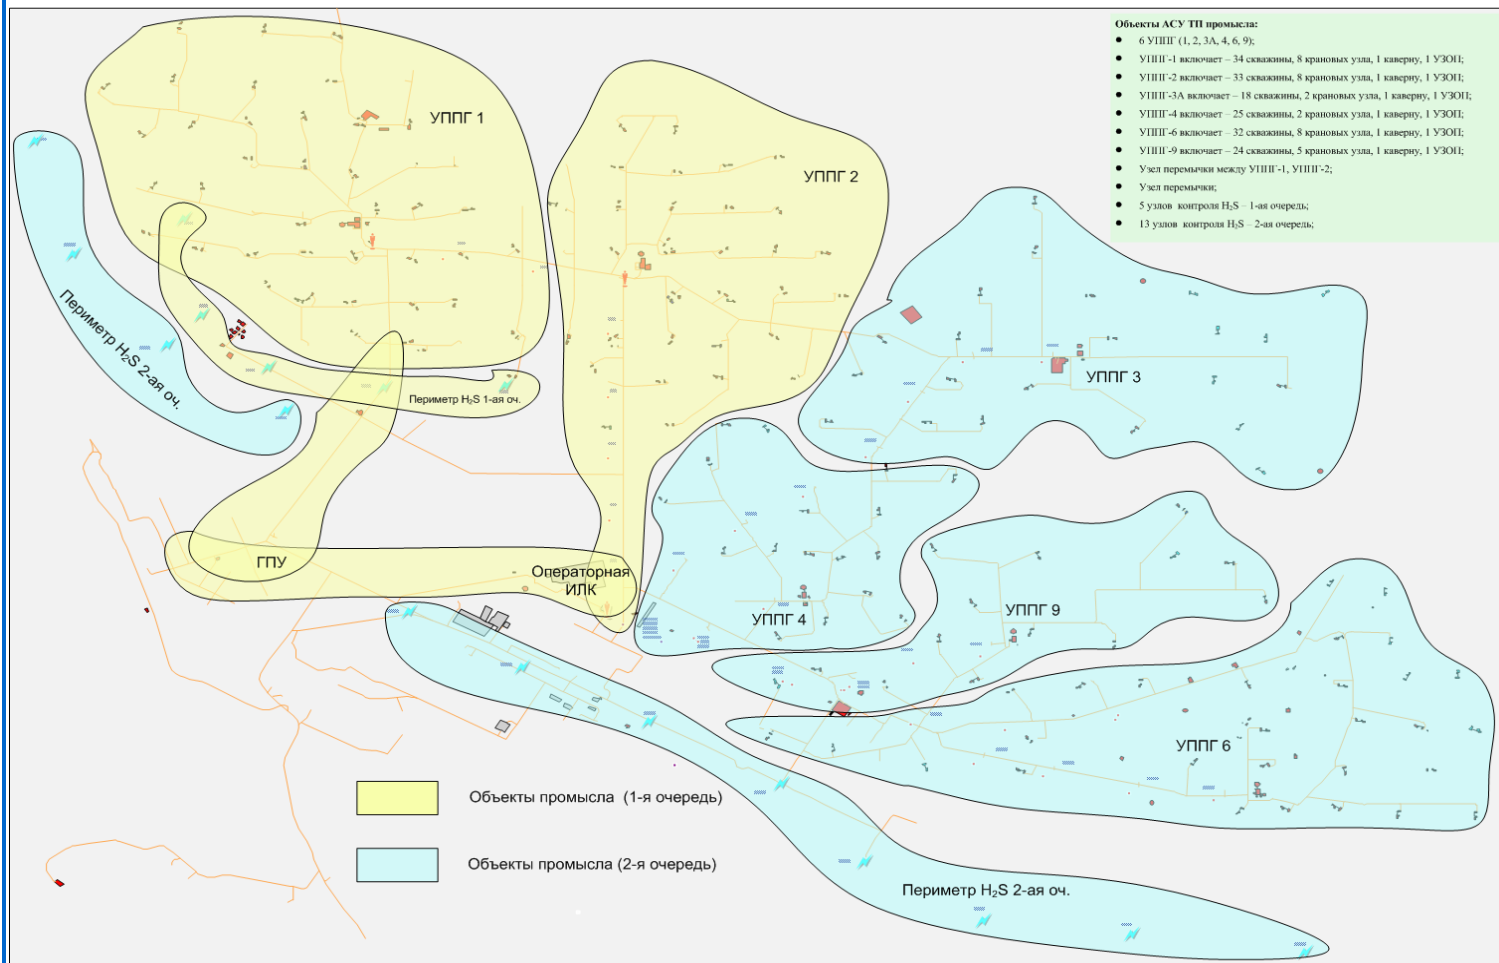 Объекты АСУ ТП промысла:
6 УППГ (1, 2, 3А, 4, 6, 9);
УППГ-1 включает – 34 скважины, 8 крановых узла, 1 каверну, 1 УЗОП;
УППГ-2 включает – 33 скважины, 8 крановых узла, 1 каверну, 1 УЗОП;
УППГ-3А включает – 18 скважины, 2 крановых узла, 1 каверну, 1 УЗОП;
УППГ-4 включает – 25 скважины, 2 крановых узла, 1 каверну, 1 УЗОП;
УППГ-6 включает – 32 скважины, 8 крановых узла, 1 каверну, 1 УЗОП;
УППГ-9 включает – 24 скважины, 5 крановых узла, 1 каверну, 1 УЗОП;
Узел перемычки между УППГ-1, УППГ-2;
Узел перемычки;
5 узлов контроля H₂S – 1-ая очередь;
13 узлов контроля H₂S – 2-ая очередь;
УППГ 1
УППГ 2
Периметр H₂S 2-ая оч.
УППГ 3
Периметр H₂S 1-ая оч.
ГПУ
Операторная
ИЛК
УППГ 4
УППГ 9
УППГ 6
Объекты промысла (1-я очередь)
Объекты промысла (2-я очередь)
Периметр H₂S 2-ая оч.